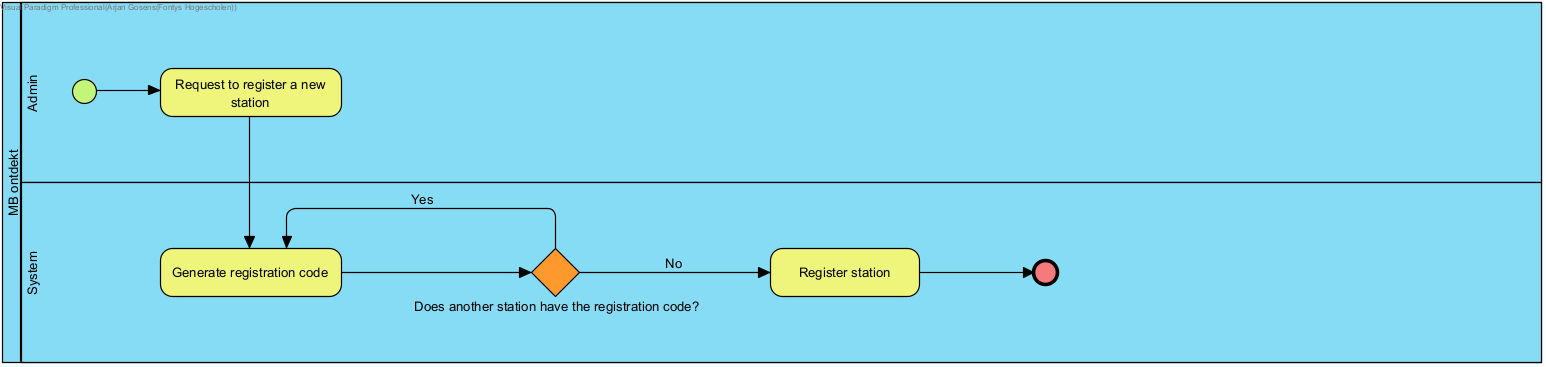 Visual Paradigm Professional(Arjan Gosens(Fontys Hogescholen))
MB ontdekt
Admin
Request to register a new
station
System
Yes
Generate registration code
No
Register station
Does another station have the registration code?